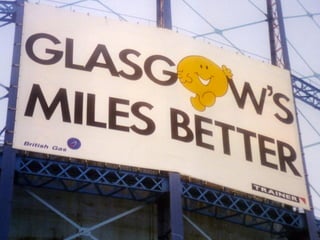 GLASGOW'S
MILES BETTER
British Gas
TRAINER